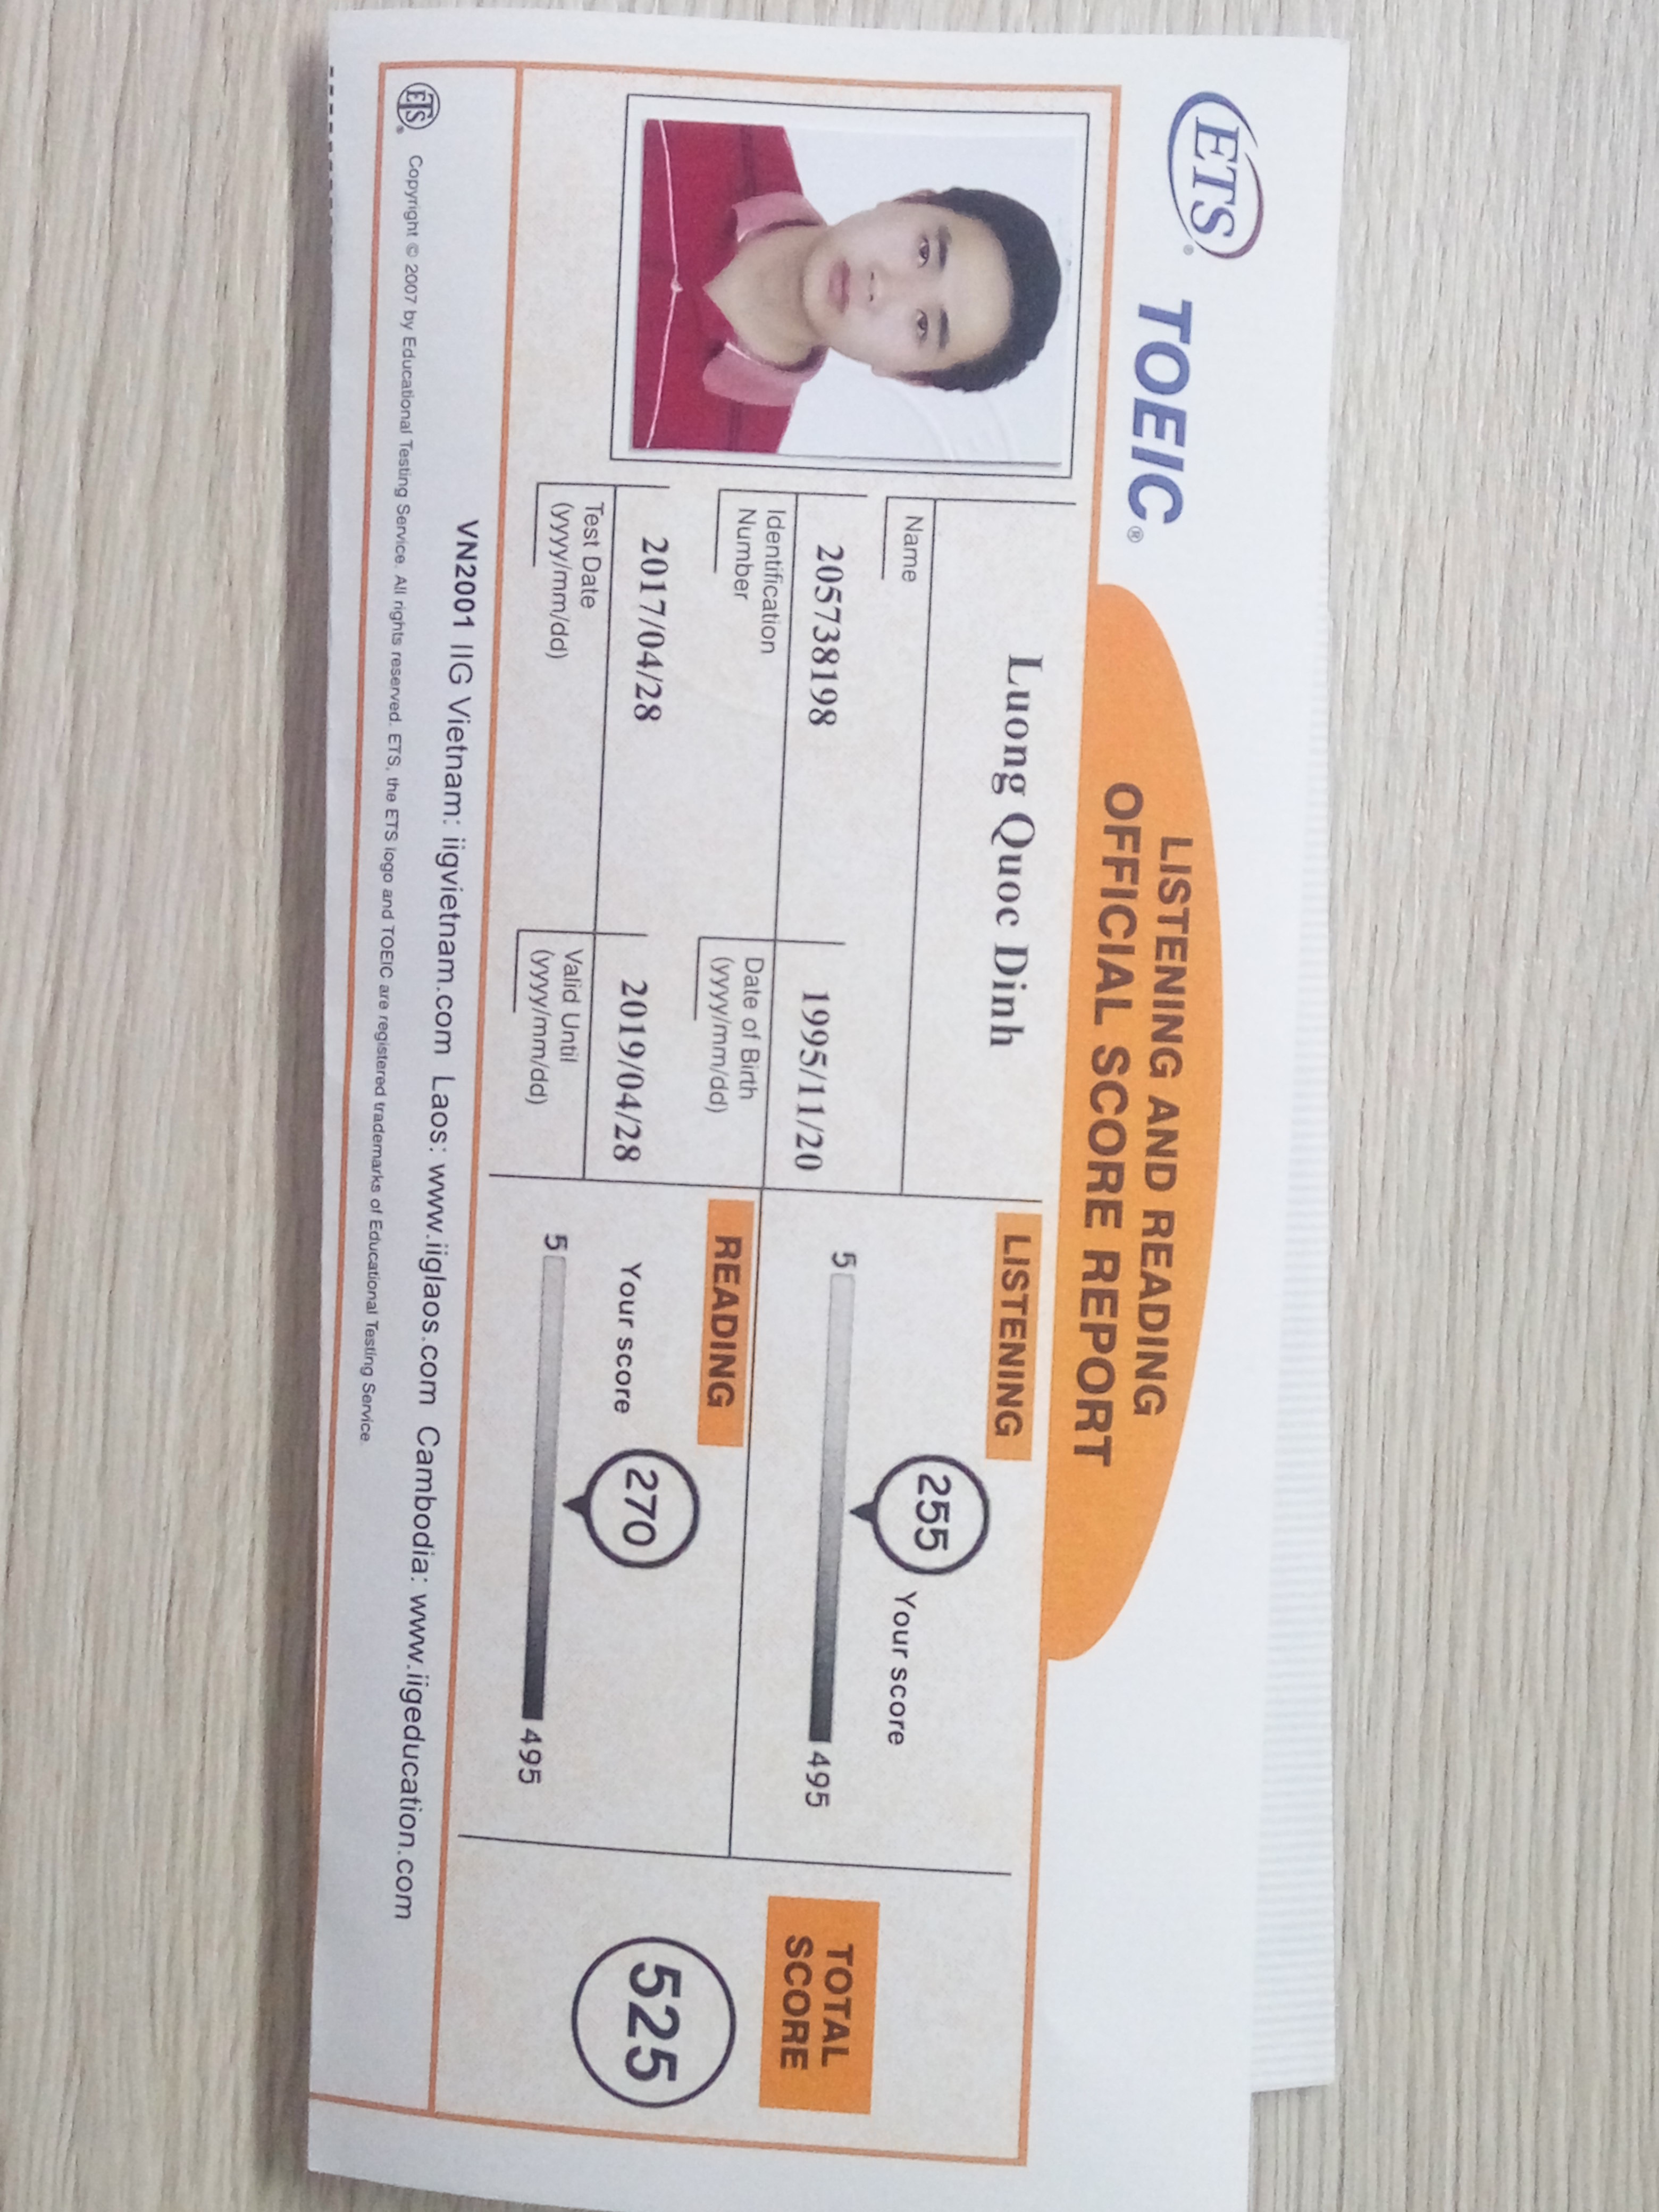 ETS® TOEIC®
LISTENING AND READING
OFFICIAL SCORE REPORT
Luong Quoc Dinh
Name
205738198
1995/11/20
Identification
Number
Date of Birth
(yyyy/mm/dd)
2017/04/28
2019/04/28
Test Date
(yyyy/mm/dd)
Valid Until
(yyyy/mm/dd)
LISTENING
255 Your score
5 495
READING
Your score 270
5 495
TOTAL
SCORE
525
VN2001 IIG Vietnam: iigvietnam.com Laos: www.iiglaos.com Cambodia: www.iigeducation.com
ETS® Copyright © 2007 by Educational Testing Service. All rights reserved. ETS, the ETS logo and TOEIC are registered trademarks of Educational Testing Service.